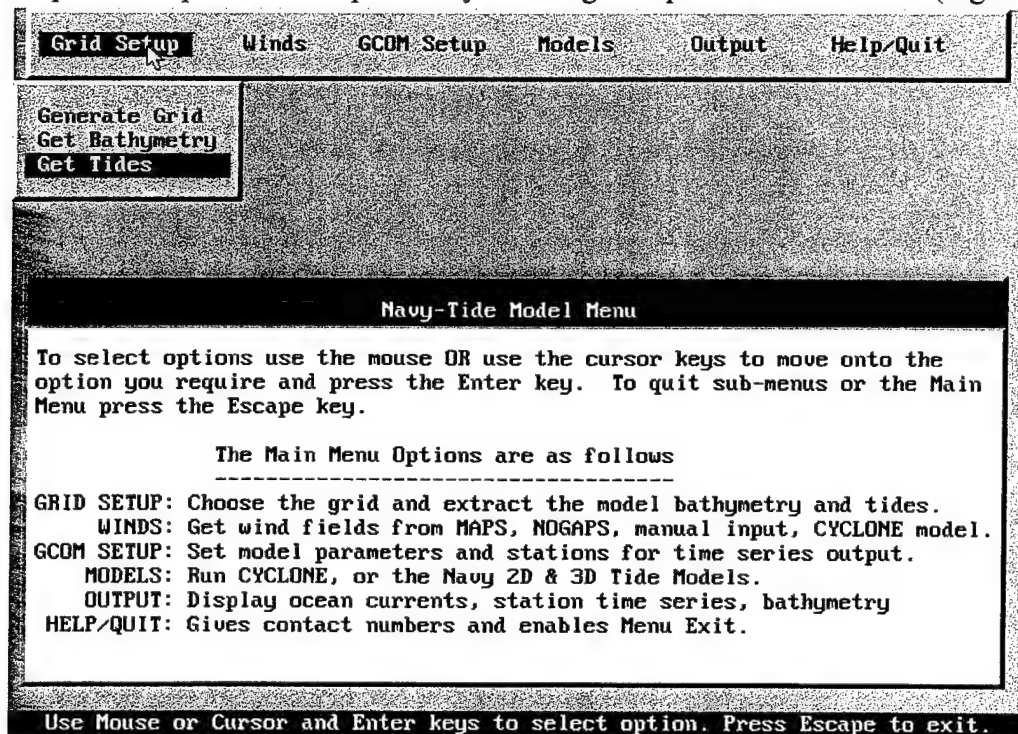 Grid Setup Winds GCOM Setup Models Output Help/Quit
Generate Grid
Get Bathymetry
Get Tides
Navy-Tide Model Menu
To select options use the mouse OR use the cursor keys to move onto the
option you require and press the Enter key. To quit sub-menus or the Main
Menu press the Escape key.
The Main Menu Options are as follows
------------------------------------
GRID SETUP: Choose the grid and extract the model bathymetry and tides.
WINDS: Get wind fields from MAPS, NOGAPS, manual input, CYCLONE model.
GCOM SETUP: Set model parameters and stations for time series output.
MODELS: Run CYCLONE, or the Navy 2D & 3D Tide Models.
OUTPUT: Display ocean currents, station time series, bathymetry
HELP/QUIT: Gives contact numbers and enables Menu Exit.
Use Mouse or Cursor and Enter keys to select option. Press Escape to exit.